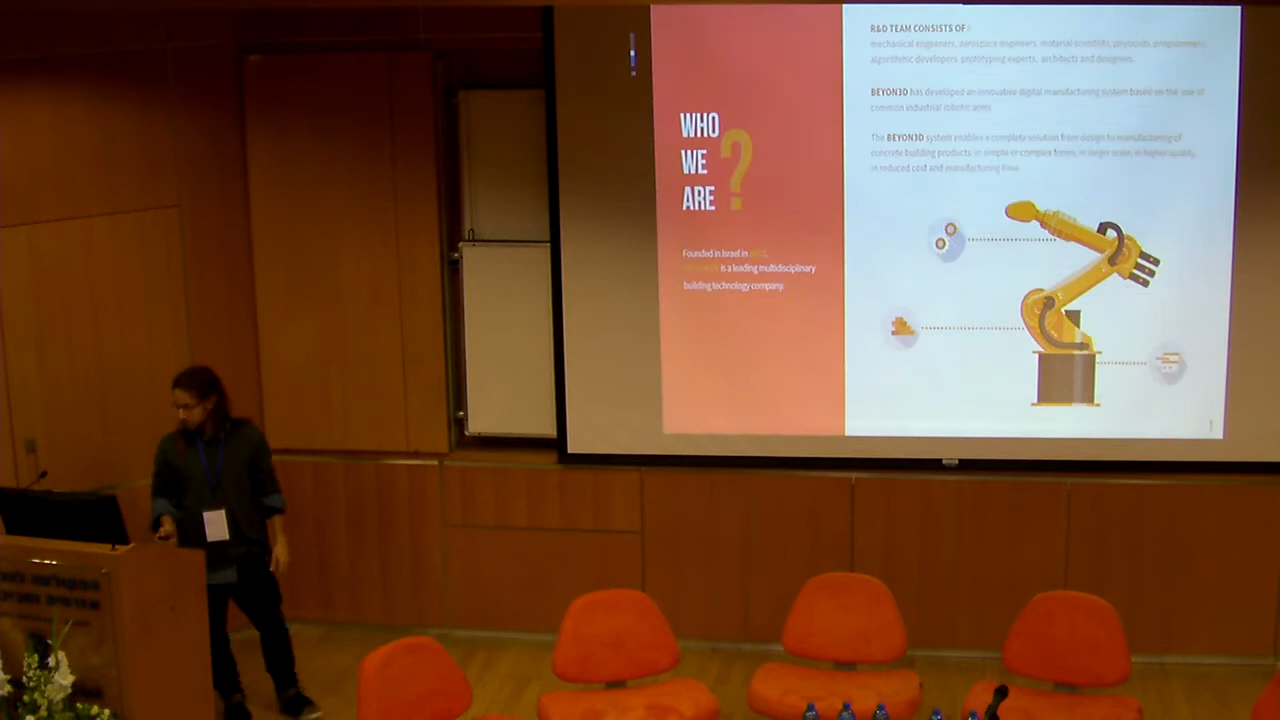 WHO
WE
ARE
?
Founded in Israel in
is a leading multidisciplinary
building technology company.
R&D TEAM CONSISTS OF:
mechanical engineers, aerospace engineers, material scientists, physicists, programmers,
algorithmic developers, prototyping experts, architects and designers.
BEYON3D has developed an innovative digital manufacturing system based on the use of
common industrial robotic arms
The BEYON3D system enables a complete solution from design to manufacturing of
concrete building products, in simple or complex forms, in larger scale, in higher quality,
in reduced cost and manufacturing time